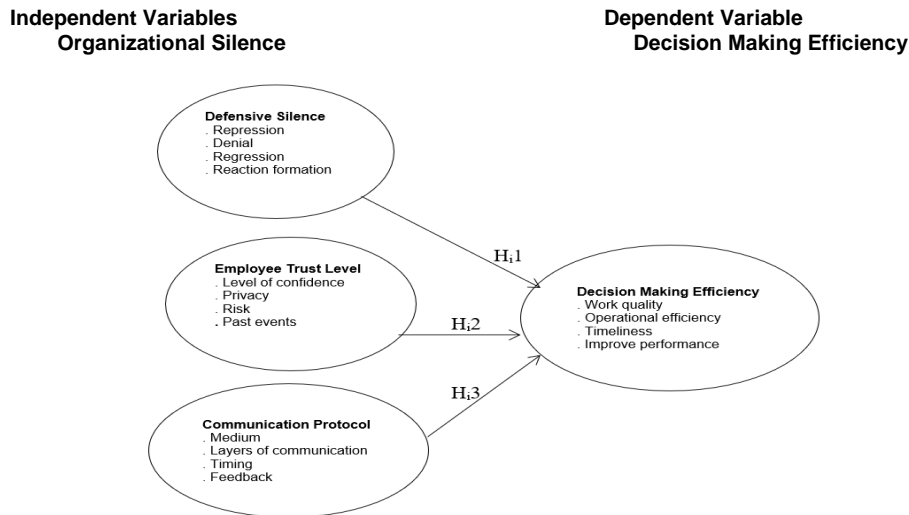 Independent Variables
Organizational Silence
Dependent Variable
Decision Making Efficiency
Defensive Silence
. Repression
. Denial
. Regression
. Reaction formation
Hᵢ1
Employee Trust Level
. Level of confidence
. Privacy
. Risk
. Past events
Hᵢ2
Decision Making Efficiency
. Work quality
. Operational efficiency
. Timeliness
. Improve performance
Hᵢ3
Communication Protocol
. Medium
. Layers of communication
. Timing
. Feedback